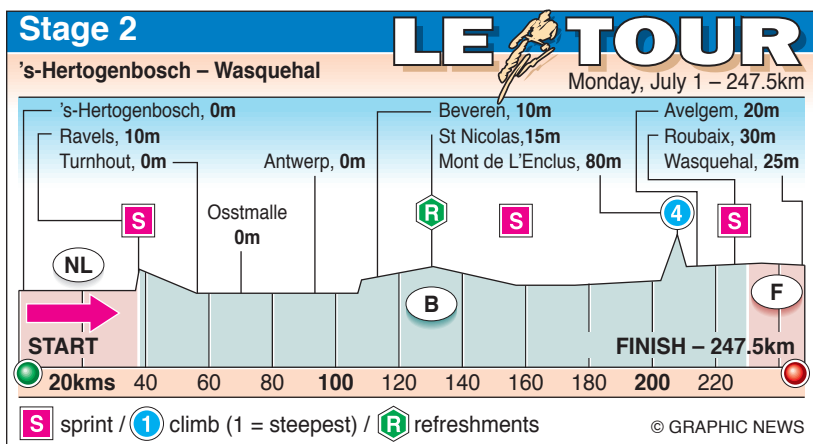 Stage 2
LE TOUR
's-Hertogenbosch – Wasquehal
Monday, July 1 – 247.5km
's-Hertogenbosch, 0m
Ravels, 10m
Turnhout, 0m
Antwerp, 0m
Osstmalle
0m
Beveren, 10m
St Nicolas,15m
Mont de L'Enclus, 80m
Avelgem, 20m
Roubaix, 30m
Wasquehal, 25m
S
R
S
4
S
NL
B
F
START
FINISH – 247.5km
20kms 40 60 80 100 120 140 160 180 200 220
S sprint / 1 climb (1 = steepest) / R refreshments
© GRAPHIC NEWS